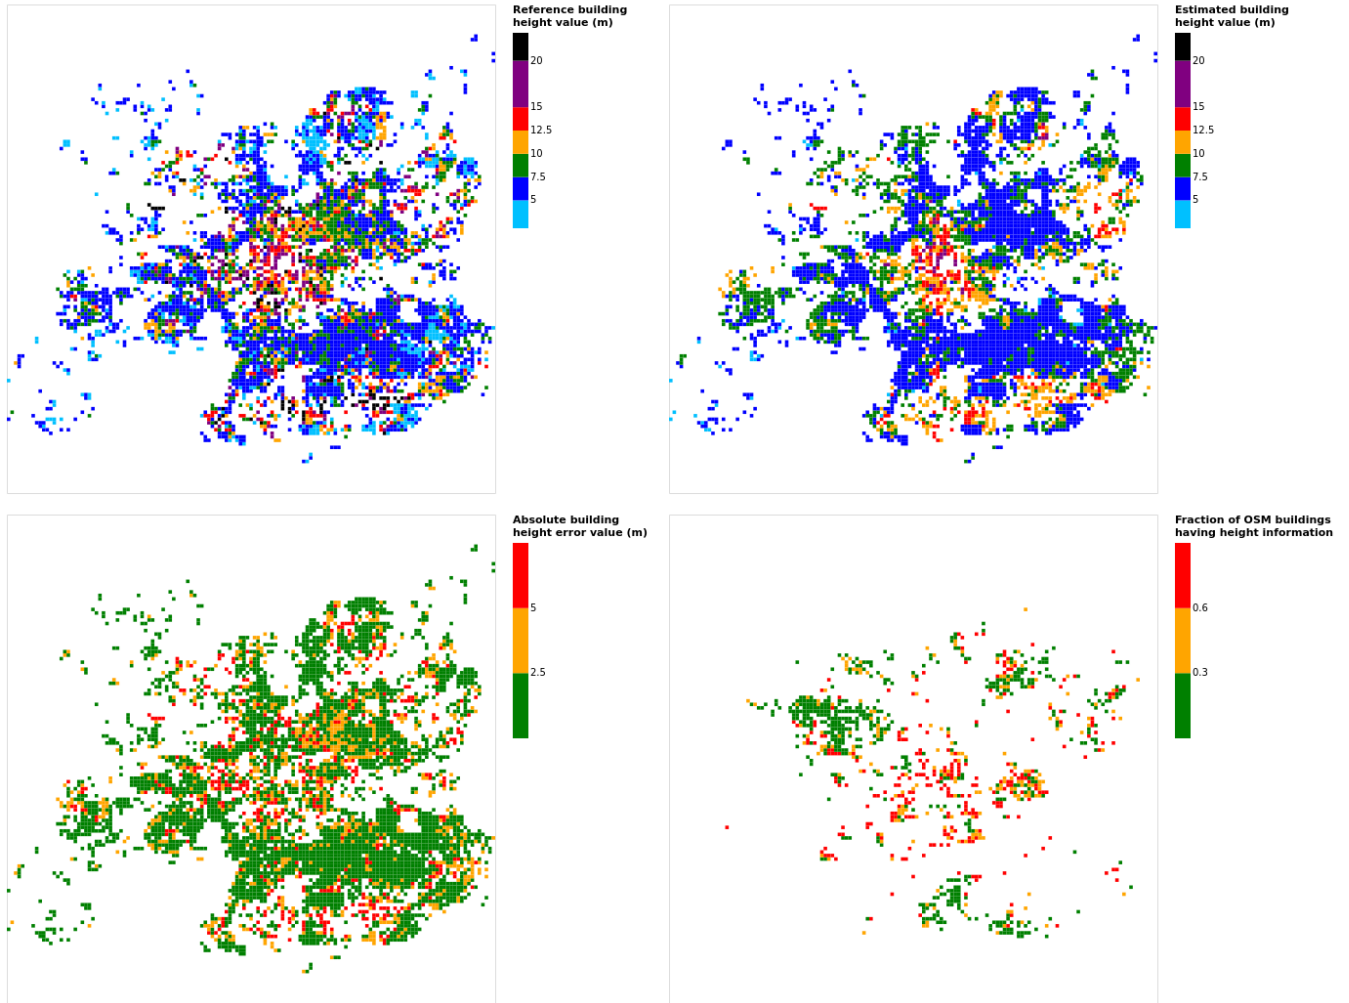 Reference building
height value (m)
20
15
12.5
10
7.5
5
Estimated building
height value (m)
20
15
12.5
10
7.5
5
Absolute building
height error value (m)
5
2.5
Fraction of OSM buildings
having height information
0.6
0.3